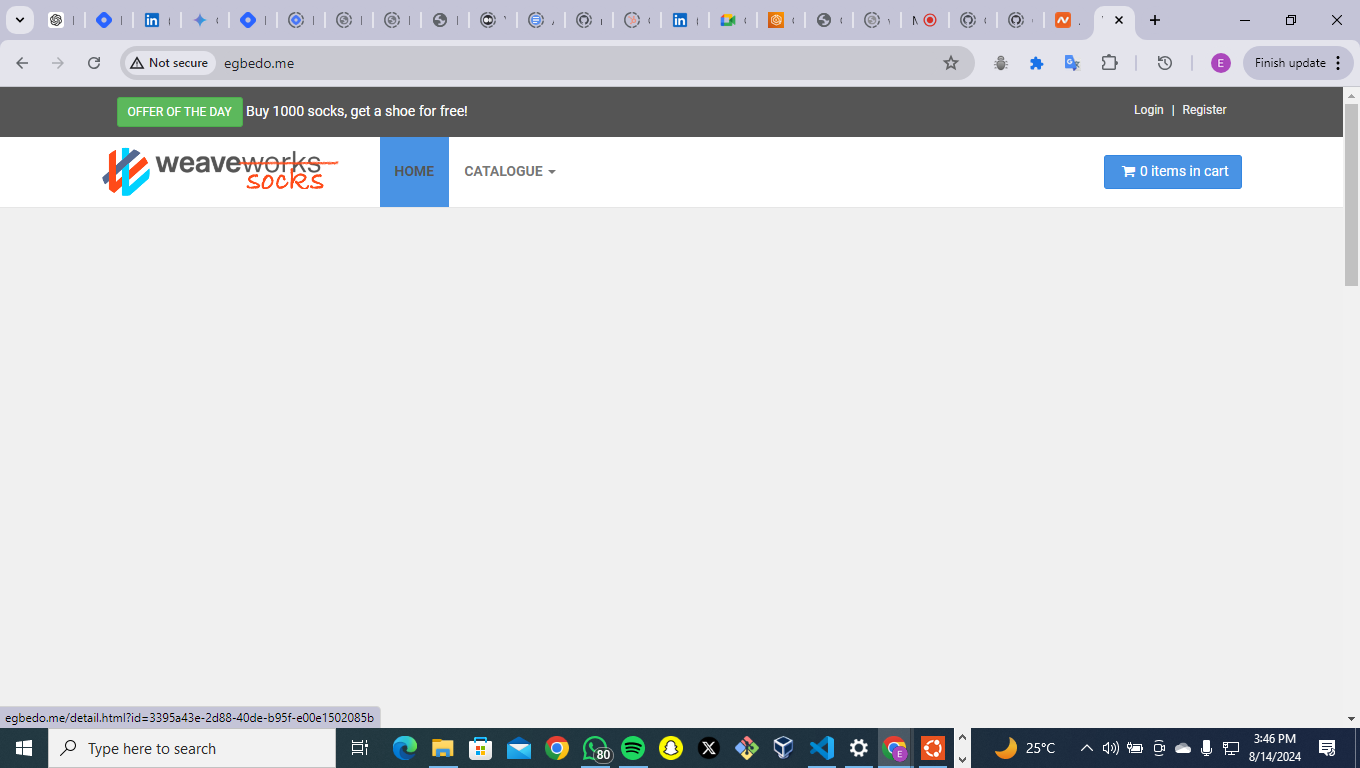 Not secure
egbedo.me
Finish update
OFFER OF THE DAY Buy 1000 socks, get a shoe for free!
Login | Register
weaveworks
socks
HOME
CATALOGUE
0 items in cart
egbedo.me/detail.html?id=3395a43e-2d88-40de-b95f-e00e1502085b
Type here to search
80
25°C
3:46 PM
8/14/2024